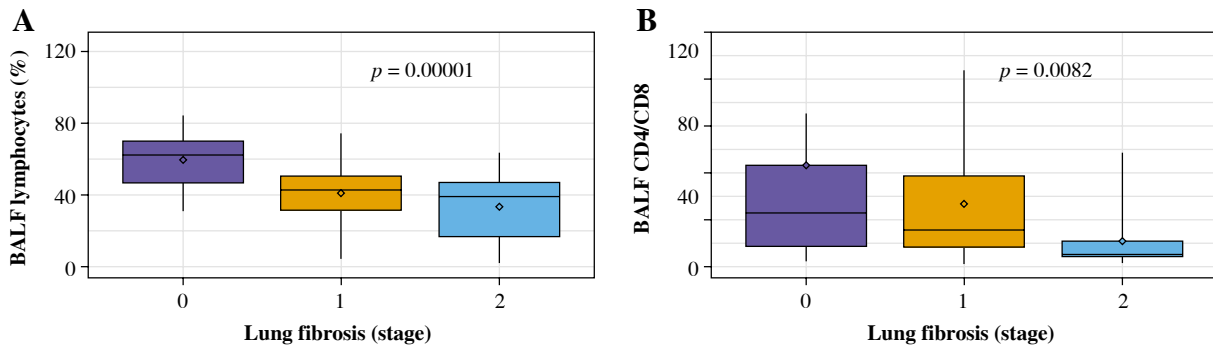 A
BALF lymphocytes (%)
120
80
40
0
p = 0.00001
0 1 2
Lung fibrosis (stage)
B
BALF CD4/CD8
120
80
40
0
p = 0.0082
0 1 2
Lung fibrosis (stage)